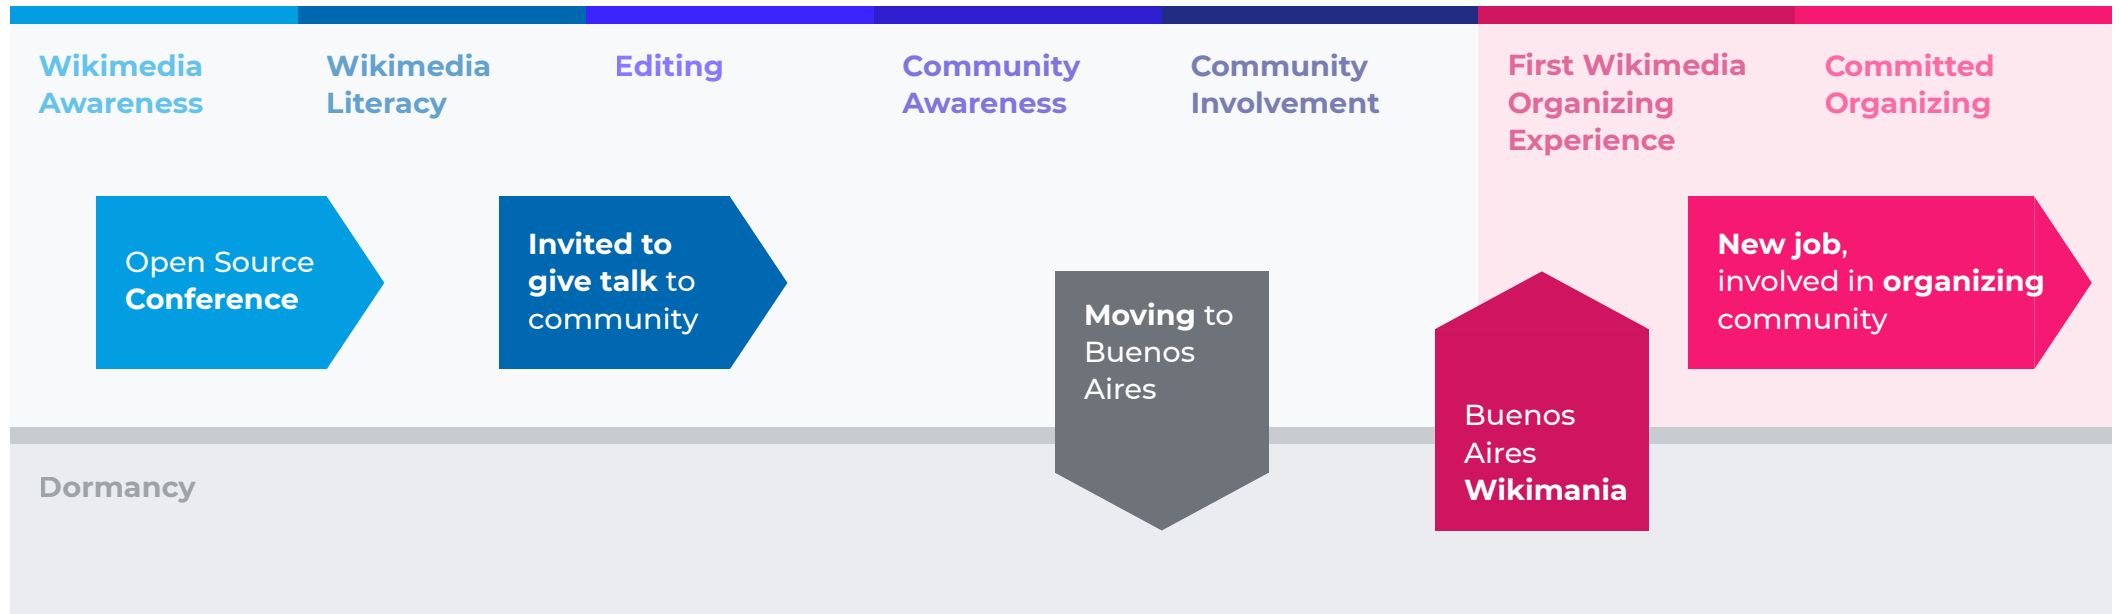 Wikimedia
Awareness
Wikimedia
Literacy
Editing
Community
Awareness
Community
Involvement
First Wikimedia
Organizing
Experience
Committed
Organizing
Open Source
Conference
Invited to
give talk to
community
Moving to
Buenos
Aires
Buenos
Aires
Wikimania
New job,
involved in organizing
community
Dormancy